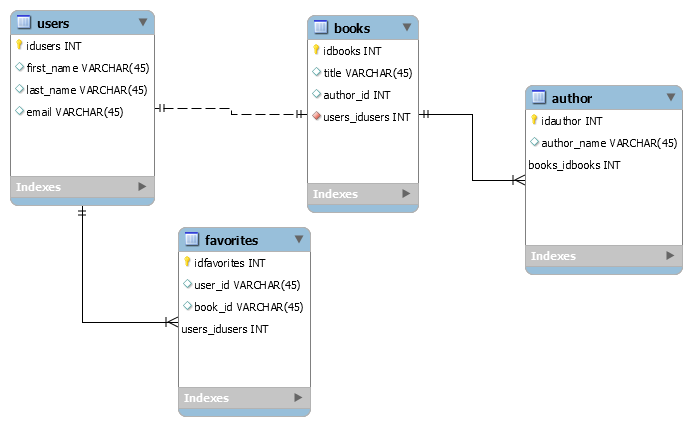 users
idusers INT
first_name VARCHAR(45)
last_name VARCHAR(45)
email VARCHAR(45)
Indexes
books
idbooks INT
title VARCHAR(45)
author_id INT
users_idusers INT
Indexes
author
idauthor INT
author_name VARCHAR(45)
books_idbooks INT
Indexes
favorites
idfavorites INT
user_id VARCHAR(45)
book_id VARCHAR(45)
users_idusers INT
Indexes